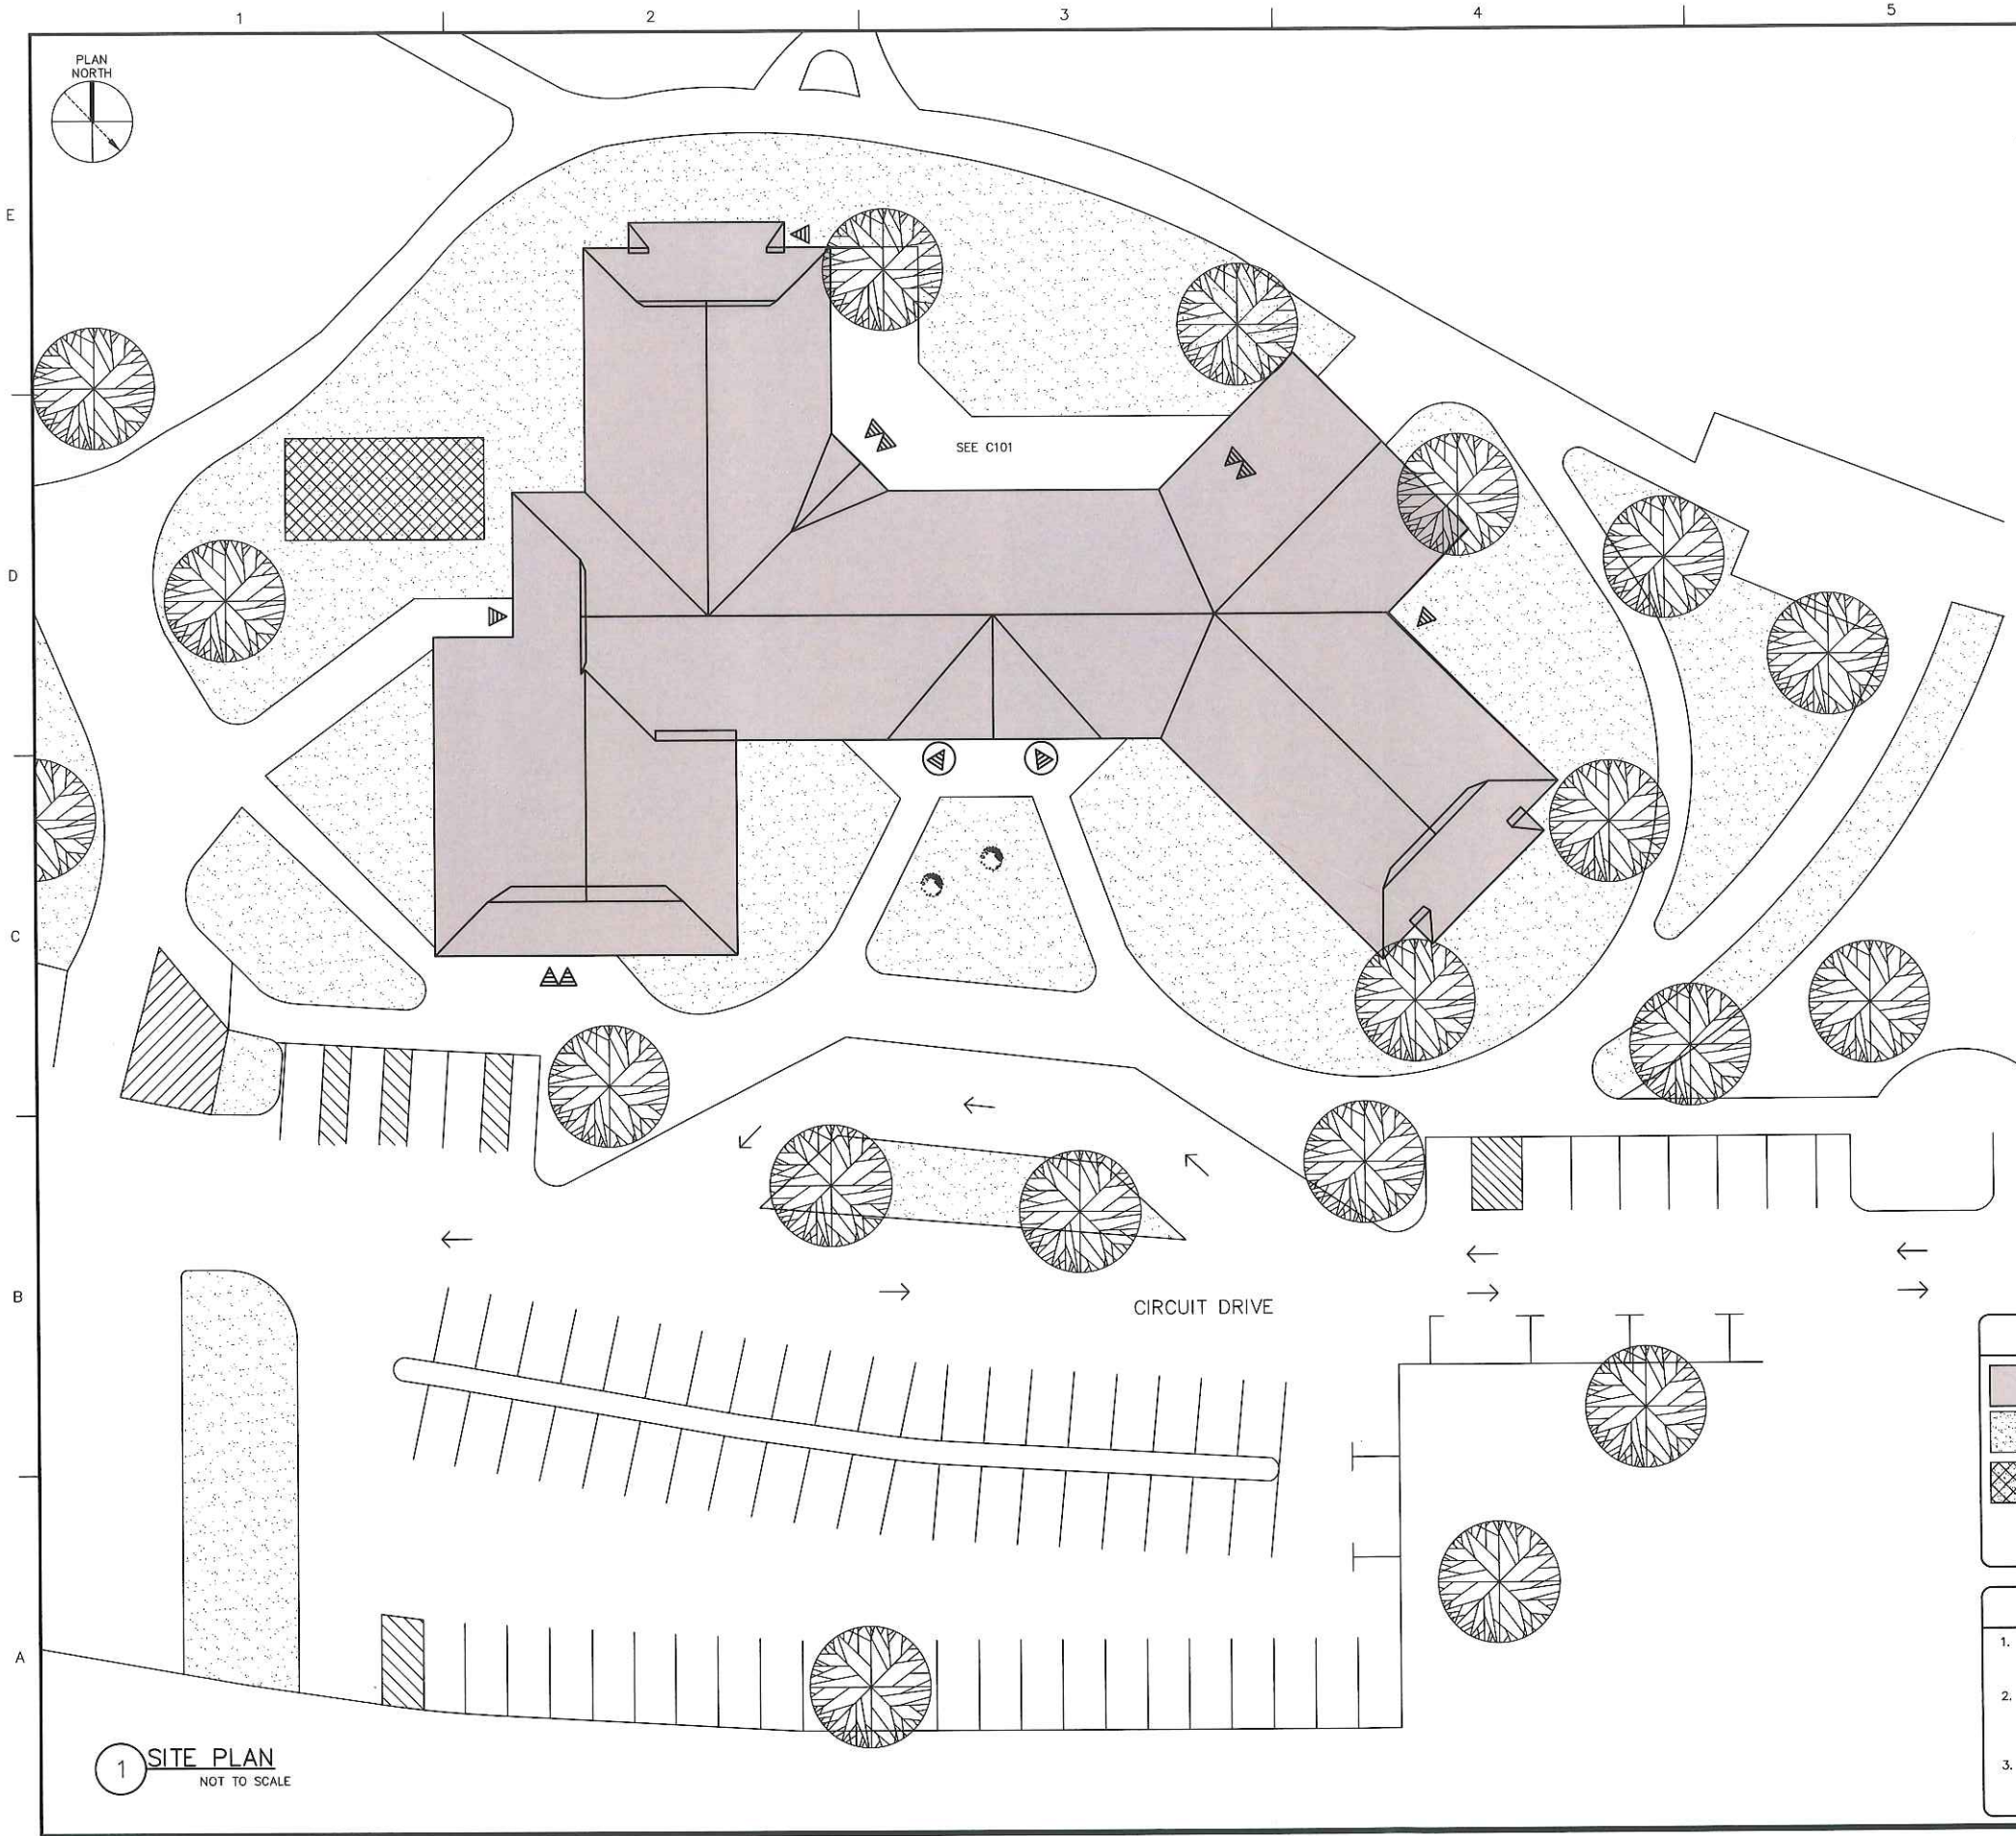 1 2 3 4 5
PLAN
NORTH
E
SEE C101
D
C
B
CIRCUIT DRIVE
1.
A
2.
1 SITE PLAN
NOT TO SCALE
3.